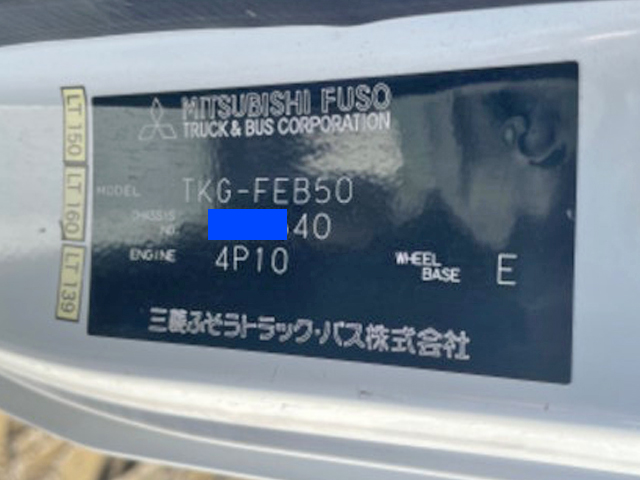 MITSUBISHI FUSO
TRUCK & BUS CORPORATION
MODEL TKG-FEB50
CHASSIS NO. 40
ENGINE 4P10 WHEEL BASE E
三菱ふそうトラック・バス株式会社
LT 150
LT 160
LT 139